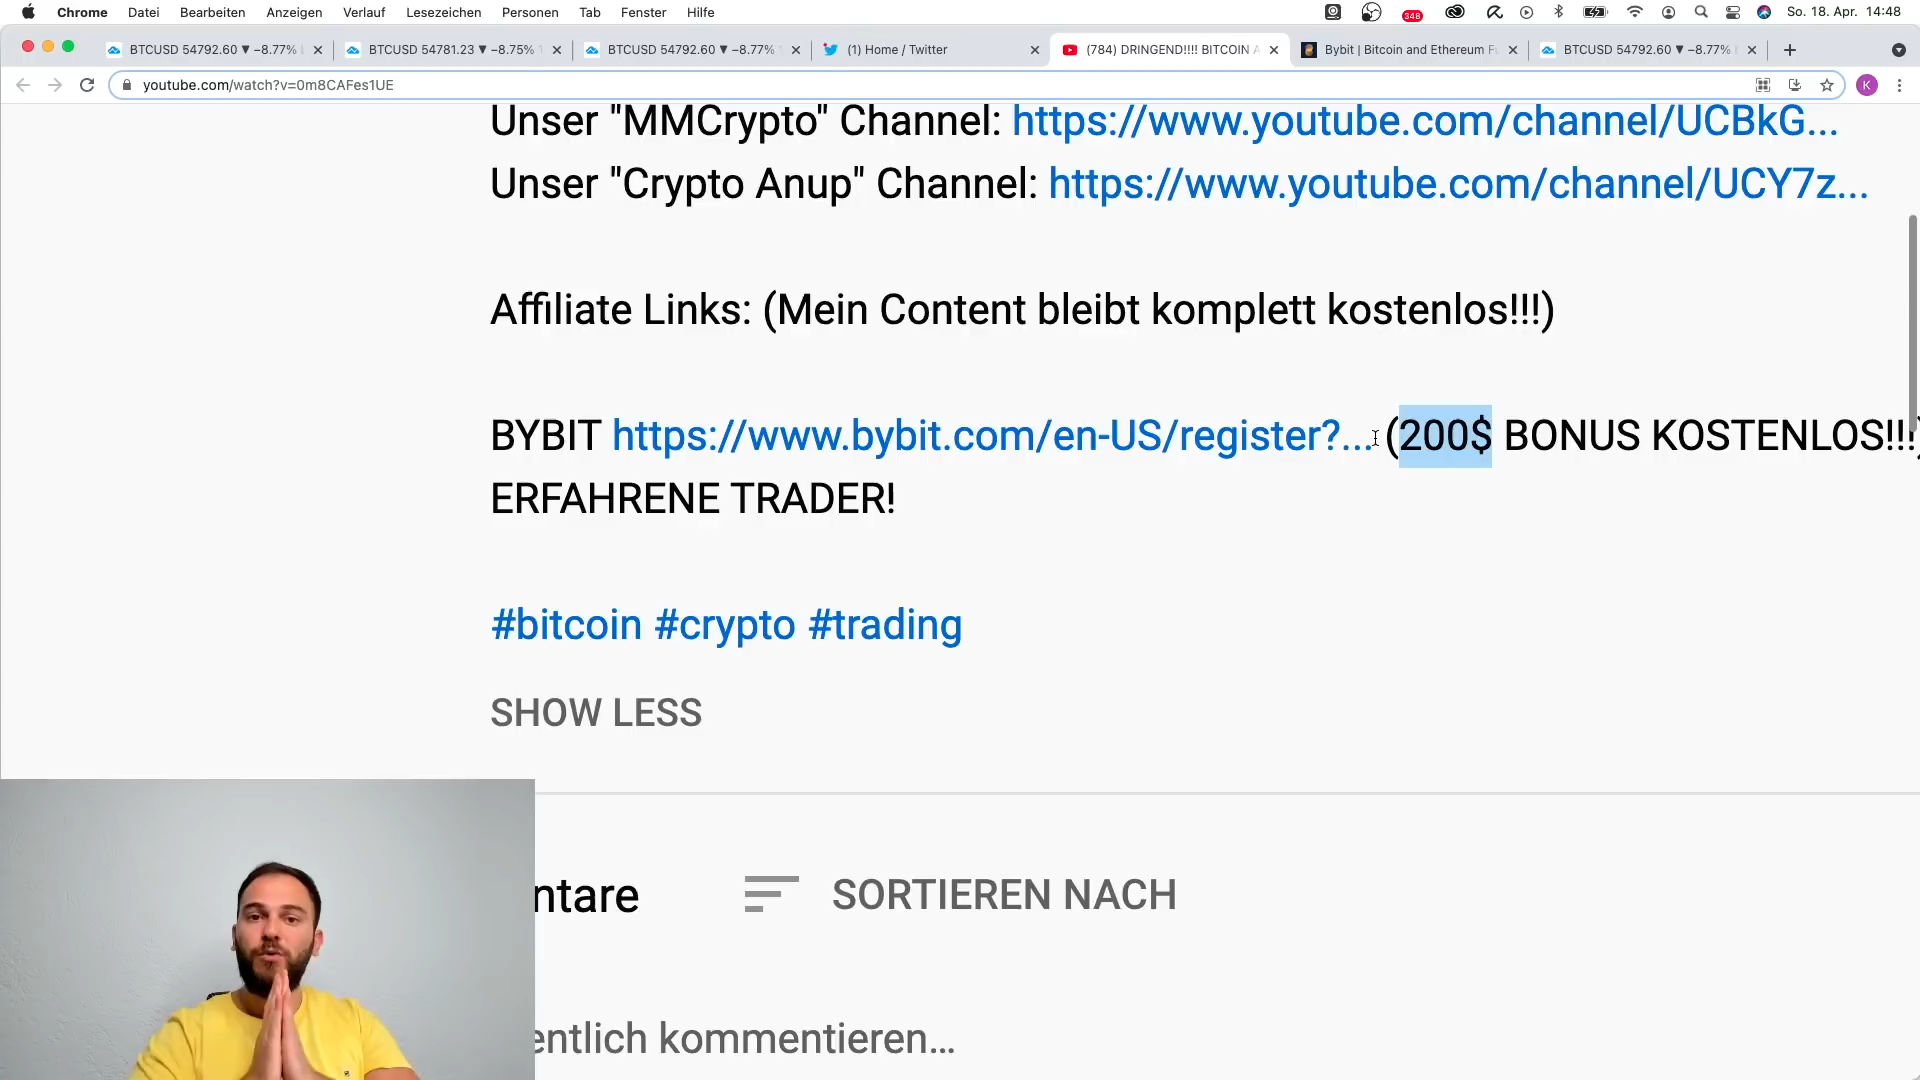 Chrome Datei Bearbeiten Anzeigen Verlauf Lesezeichen Personen Tab Fenster Hilfe 348 So. 18. Apr. 14:48
BTCUSD 54792.60 ▼ −8.77% BTCUSD 54781.23 ▼ −8.75% BTCUSD 54792.60 ▼ −8.77% (1) Home / Twitter (784) DRINGEND!!!! BITCOIN Bybit | Bitcoin and Ethereum BTCUSD 54792.60 ▼ −8.77%
youtube.com/watch?v=0m8CAFes1UE K
Unser "MMCrypto" Channel: https://www.youtube.com/channel/UCBkG...
Unser "Crypto Anup" Channel: https://www.youtube.com/channel/UCY7z...
Affiliate Links: (Mein Content bleibt komplett kostenlos!!!)
BYBIT https://www.bybit.com/en-US/register?... (200$ BONUS KOSTENLOS!!!)
ERFAHRENE TRADER!
#bitcoin #crypto #trading
SHOW LESS
ntare SORTIEREN NACH
entlich kommentieren...